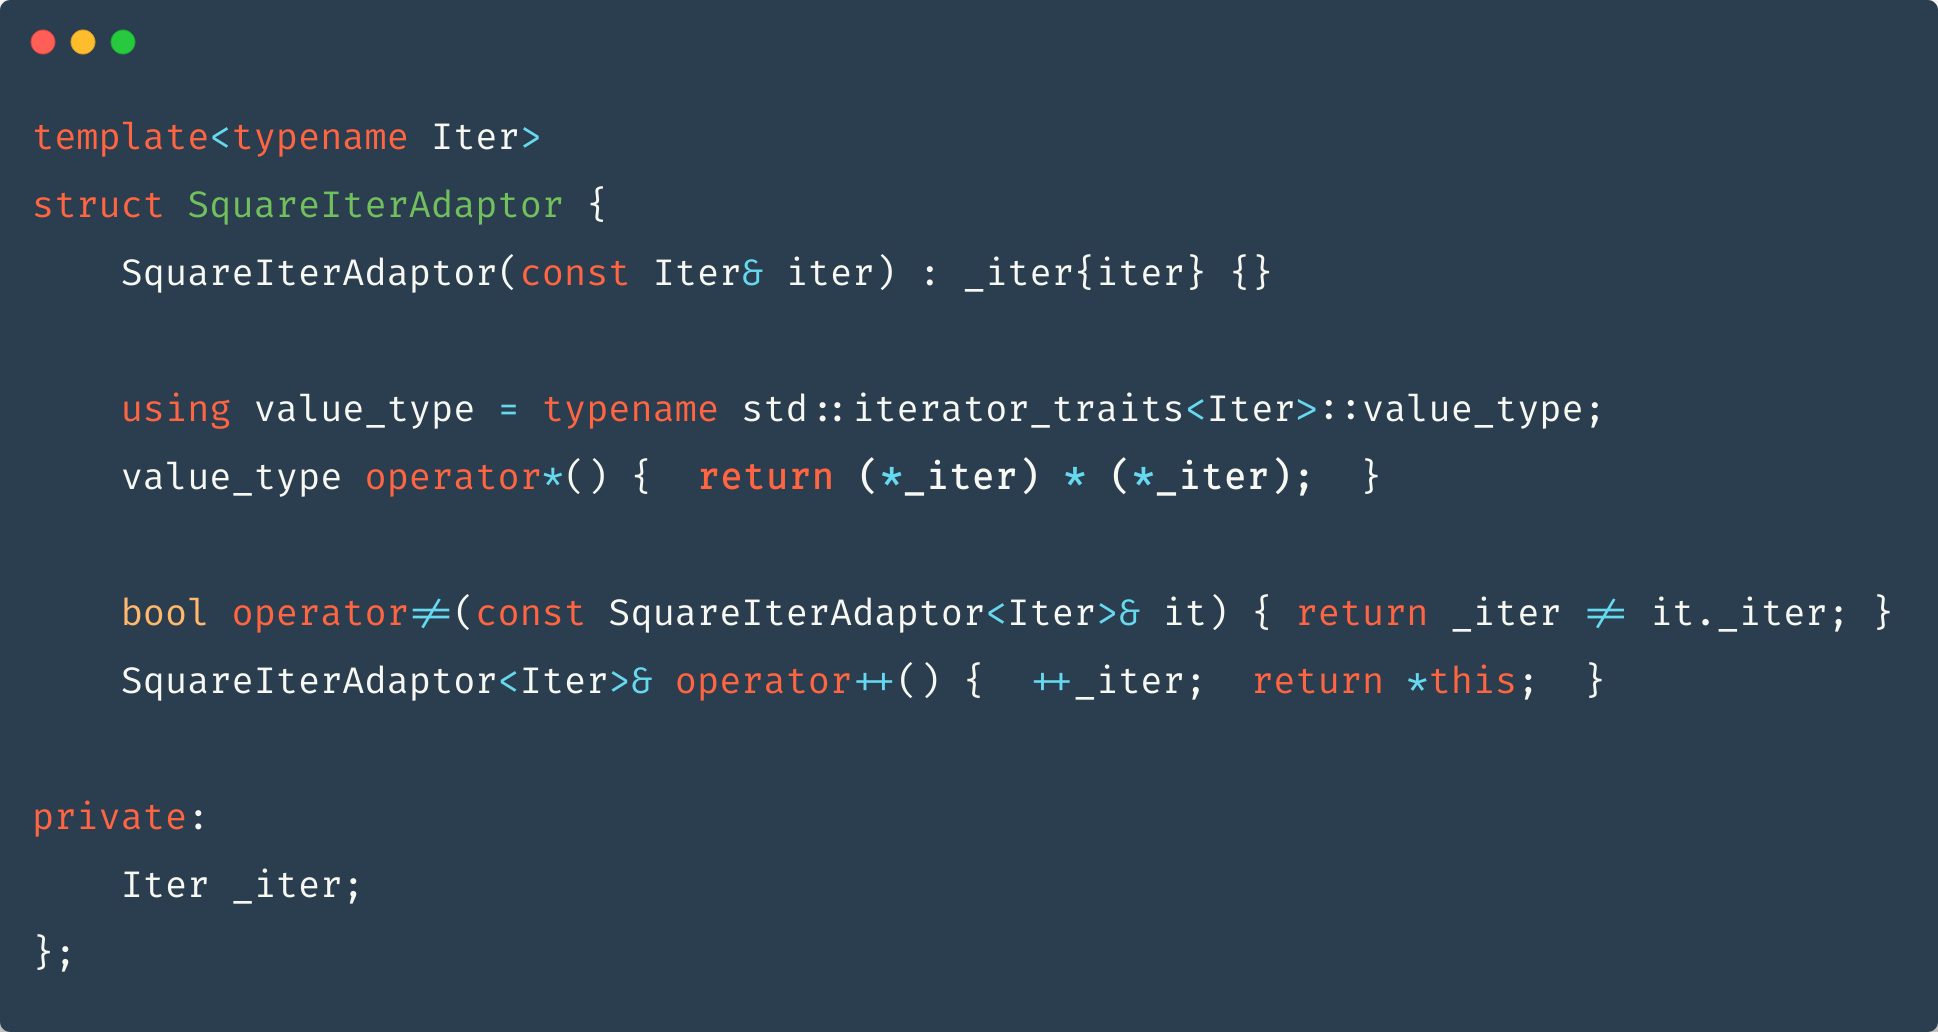 template<typename Iter>
struct SquareIterAdaptor {
    SquareIterAdaptor(const Iter& iter) : _iter{iter} {}
    using value_type = typename std::iterator_traits<Iter>::value_type;
    value_type operator*() {  return (*_iter) * (*_iter);  }
    bool operator!=(const SquareIterAdaptor<Iter>& it) { return _iter != it._iter; }
    SquareIterAdaptor<Iter>& operator++() {  ++_iter;  return *this;  }
private:
    Iter _iter;
};